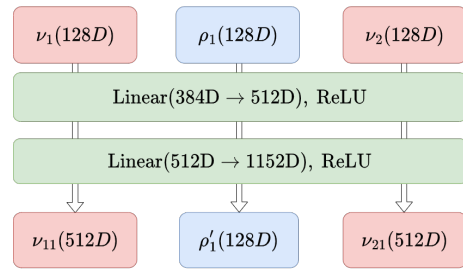 ν₁(128D) ρ₁(128D) ν₂(128D)
Linear(384D → 512D), ReLU
Linear(512D → 1152D), ReLU
ν₁₁(512D) ρ′₁(128D) ν₂₁(512D)